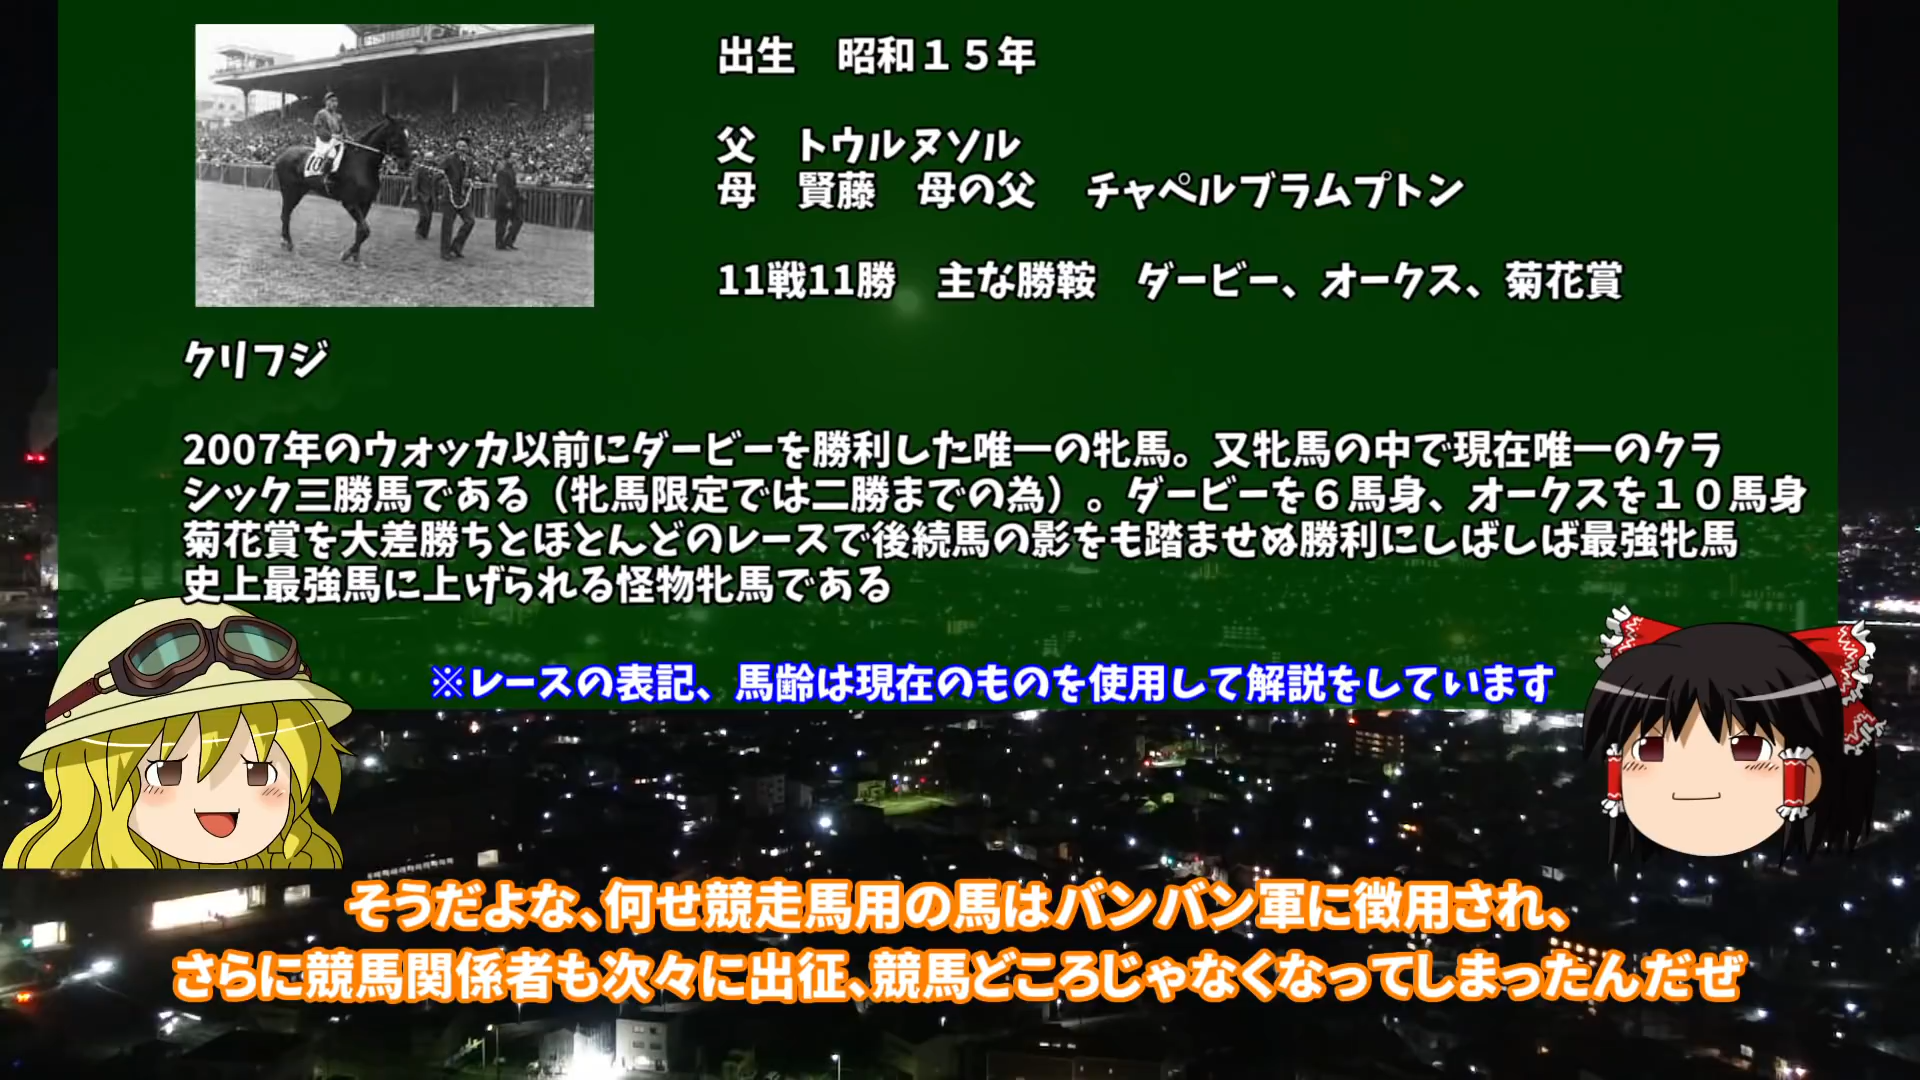 出生　昭和１５年
父　トウルヌソル
母　賢藤　母の父　チャペルブラムプトン
11戦11勝　主な勝鞍　ダービー、オークス、菊花賞
10
クリフジ
2007年のウォッカ以前にダービーを勝利した唯一の牝馬。又牝馬の中で現在唯一のクラ
シック三勝馬である（牝馬限定では二勝までの為）。ダービーを６馬身、オークスを１０馬身
菊花賞を大差勝ちとほとんどのレースで後続馬の影をも踏ませぬ勝利にしばしば最強牝馬
史上最強馬に上げられる怪物牝馬である
※レースの表記、馬齢は現在のものを使用して解説をしています
そうだよな、何せ競走馬用の馬はバンバン軍に徴用され、
さらに競馬関係者も次々に出征、競馬どころじゃなくなってしまったんだぜ